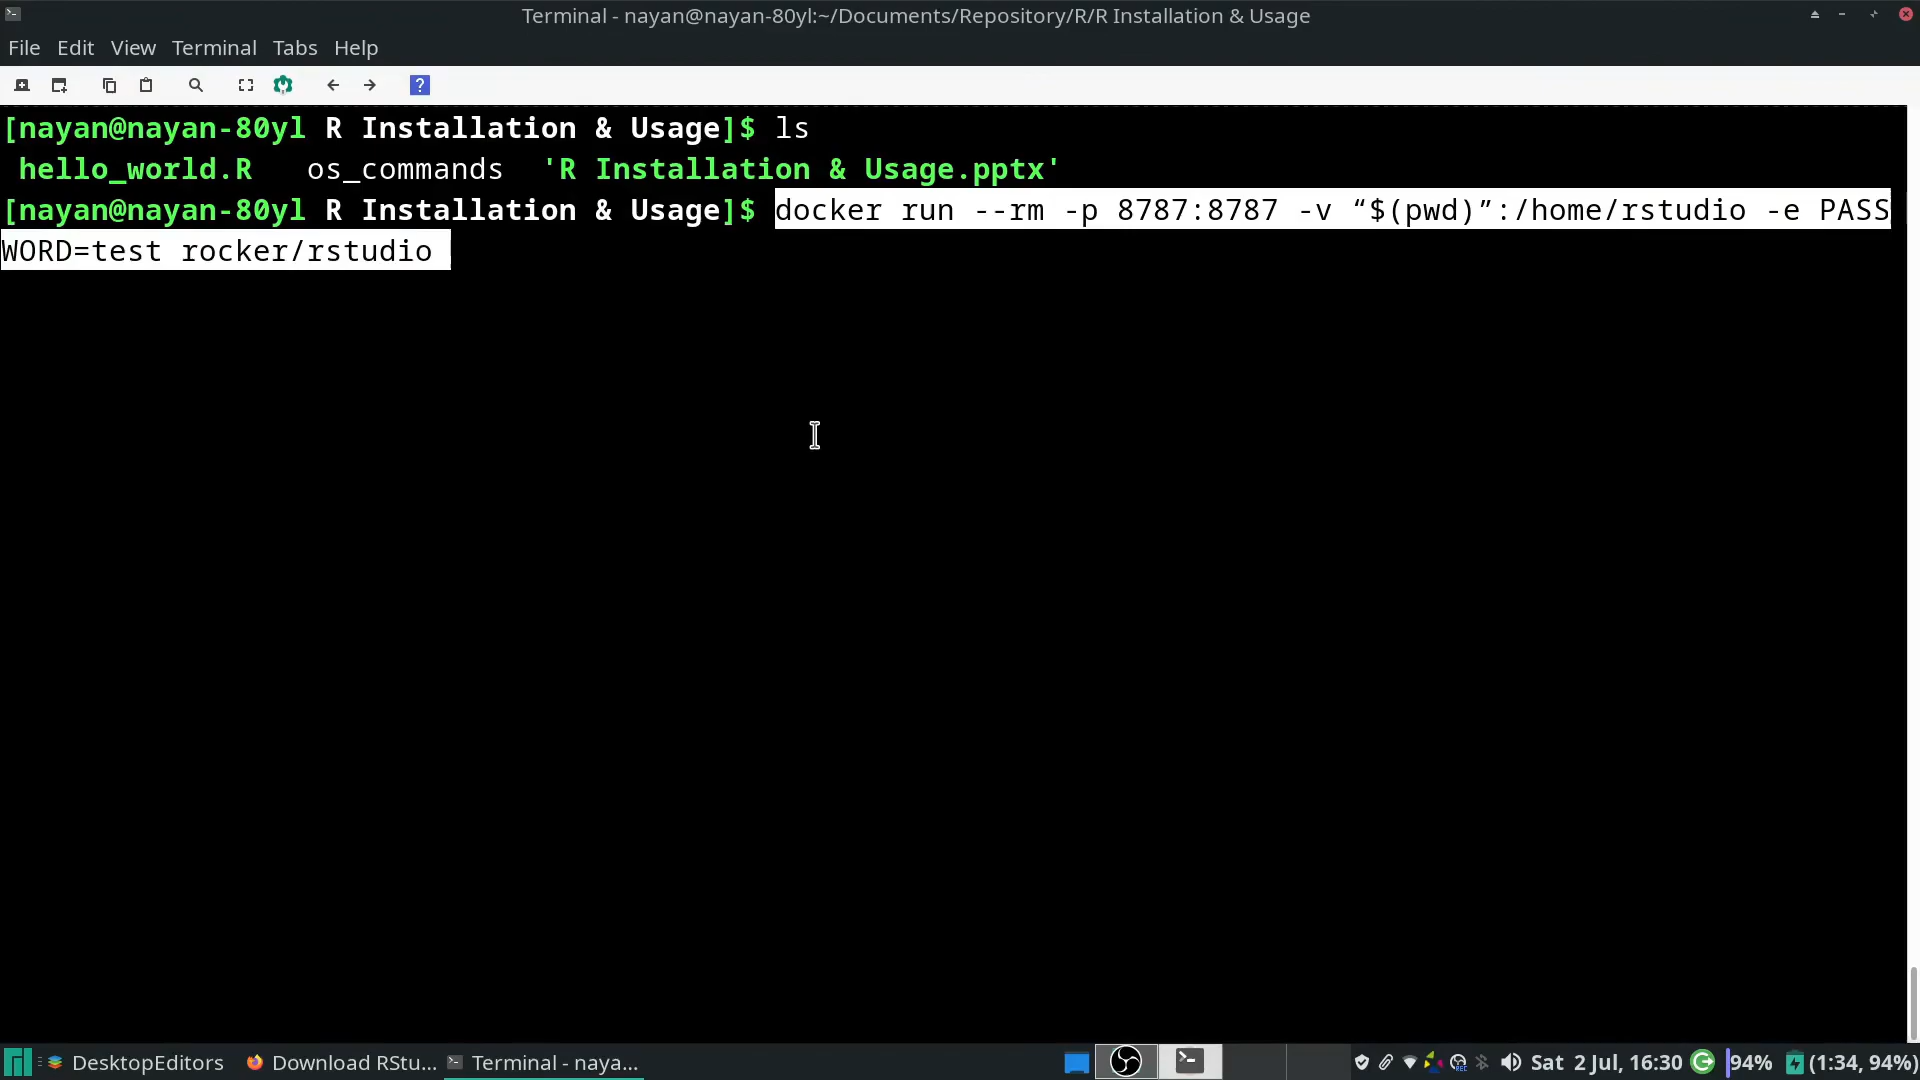 Terminal - nayan@nayan-80yl:~/Documents/Repository/R/R Installation & Usage
File Edit View Terminal Tabs Help
?
[nayan@nayan-80yl R Installation & Usage]$ ls
hello_world.R os_commands 'R Installation & Usage.pptx'
[nayan@nayan-80yl R Installation & Usage]$ docker run --rm -p 8787:8787 -v “$(pwd)”:/home/rstudio -e PASS
WORD=test rocker/rstudio
DesktopEditors Download RStu... Terminal - naya... Sat 2 Jul, 16:30 94% (1:34, 94%)